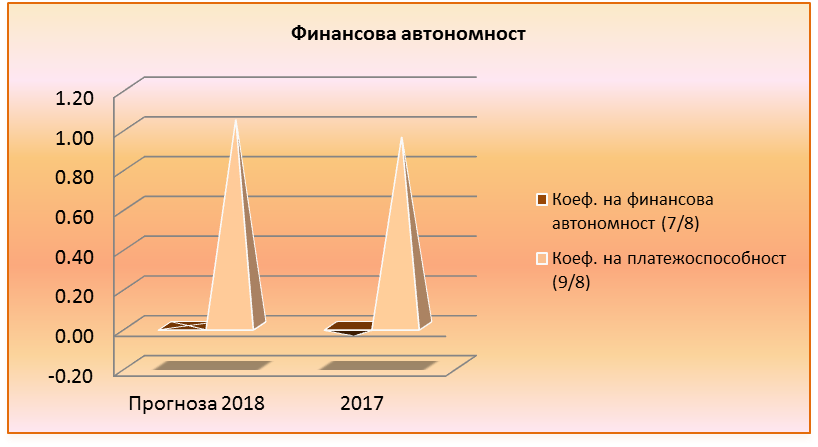 Финансова автономност
1.20
1.00
0.80
0.60
0.40
0.20
0.00
-0.20
Прогноза 2018
2017
Коеф. на финансова
автономност (7/8)
Коеф. на платежоспособност
(9/8)